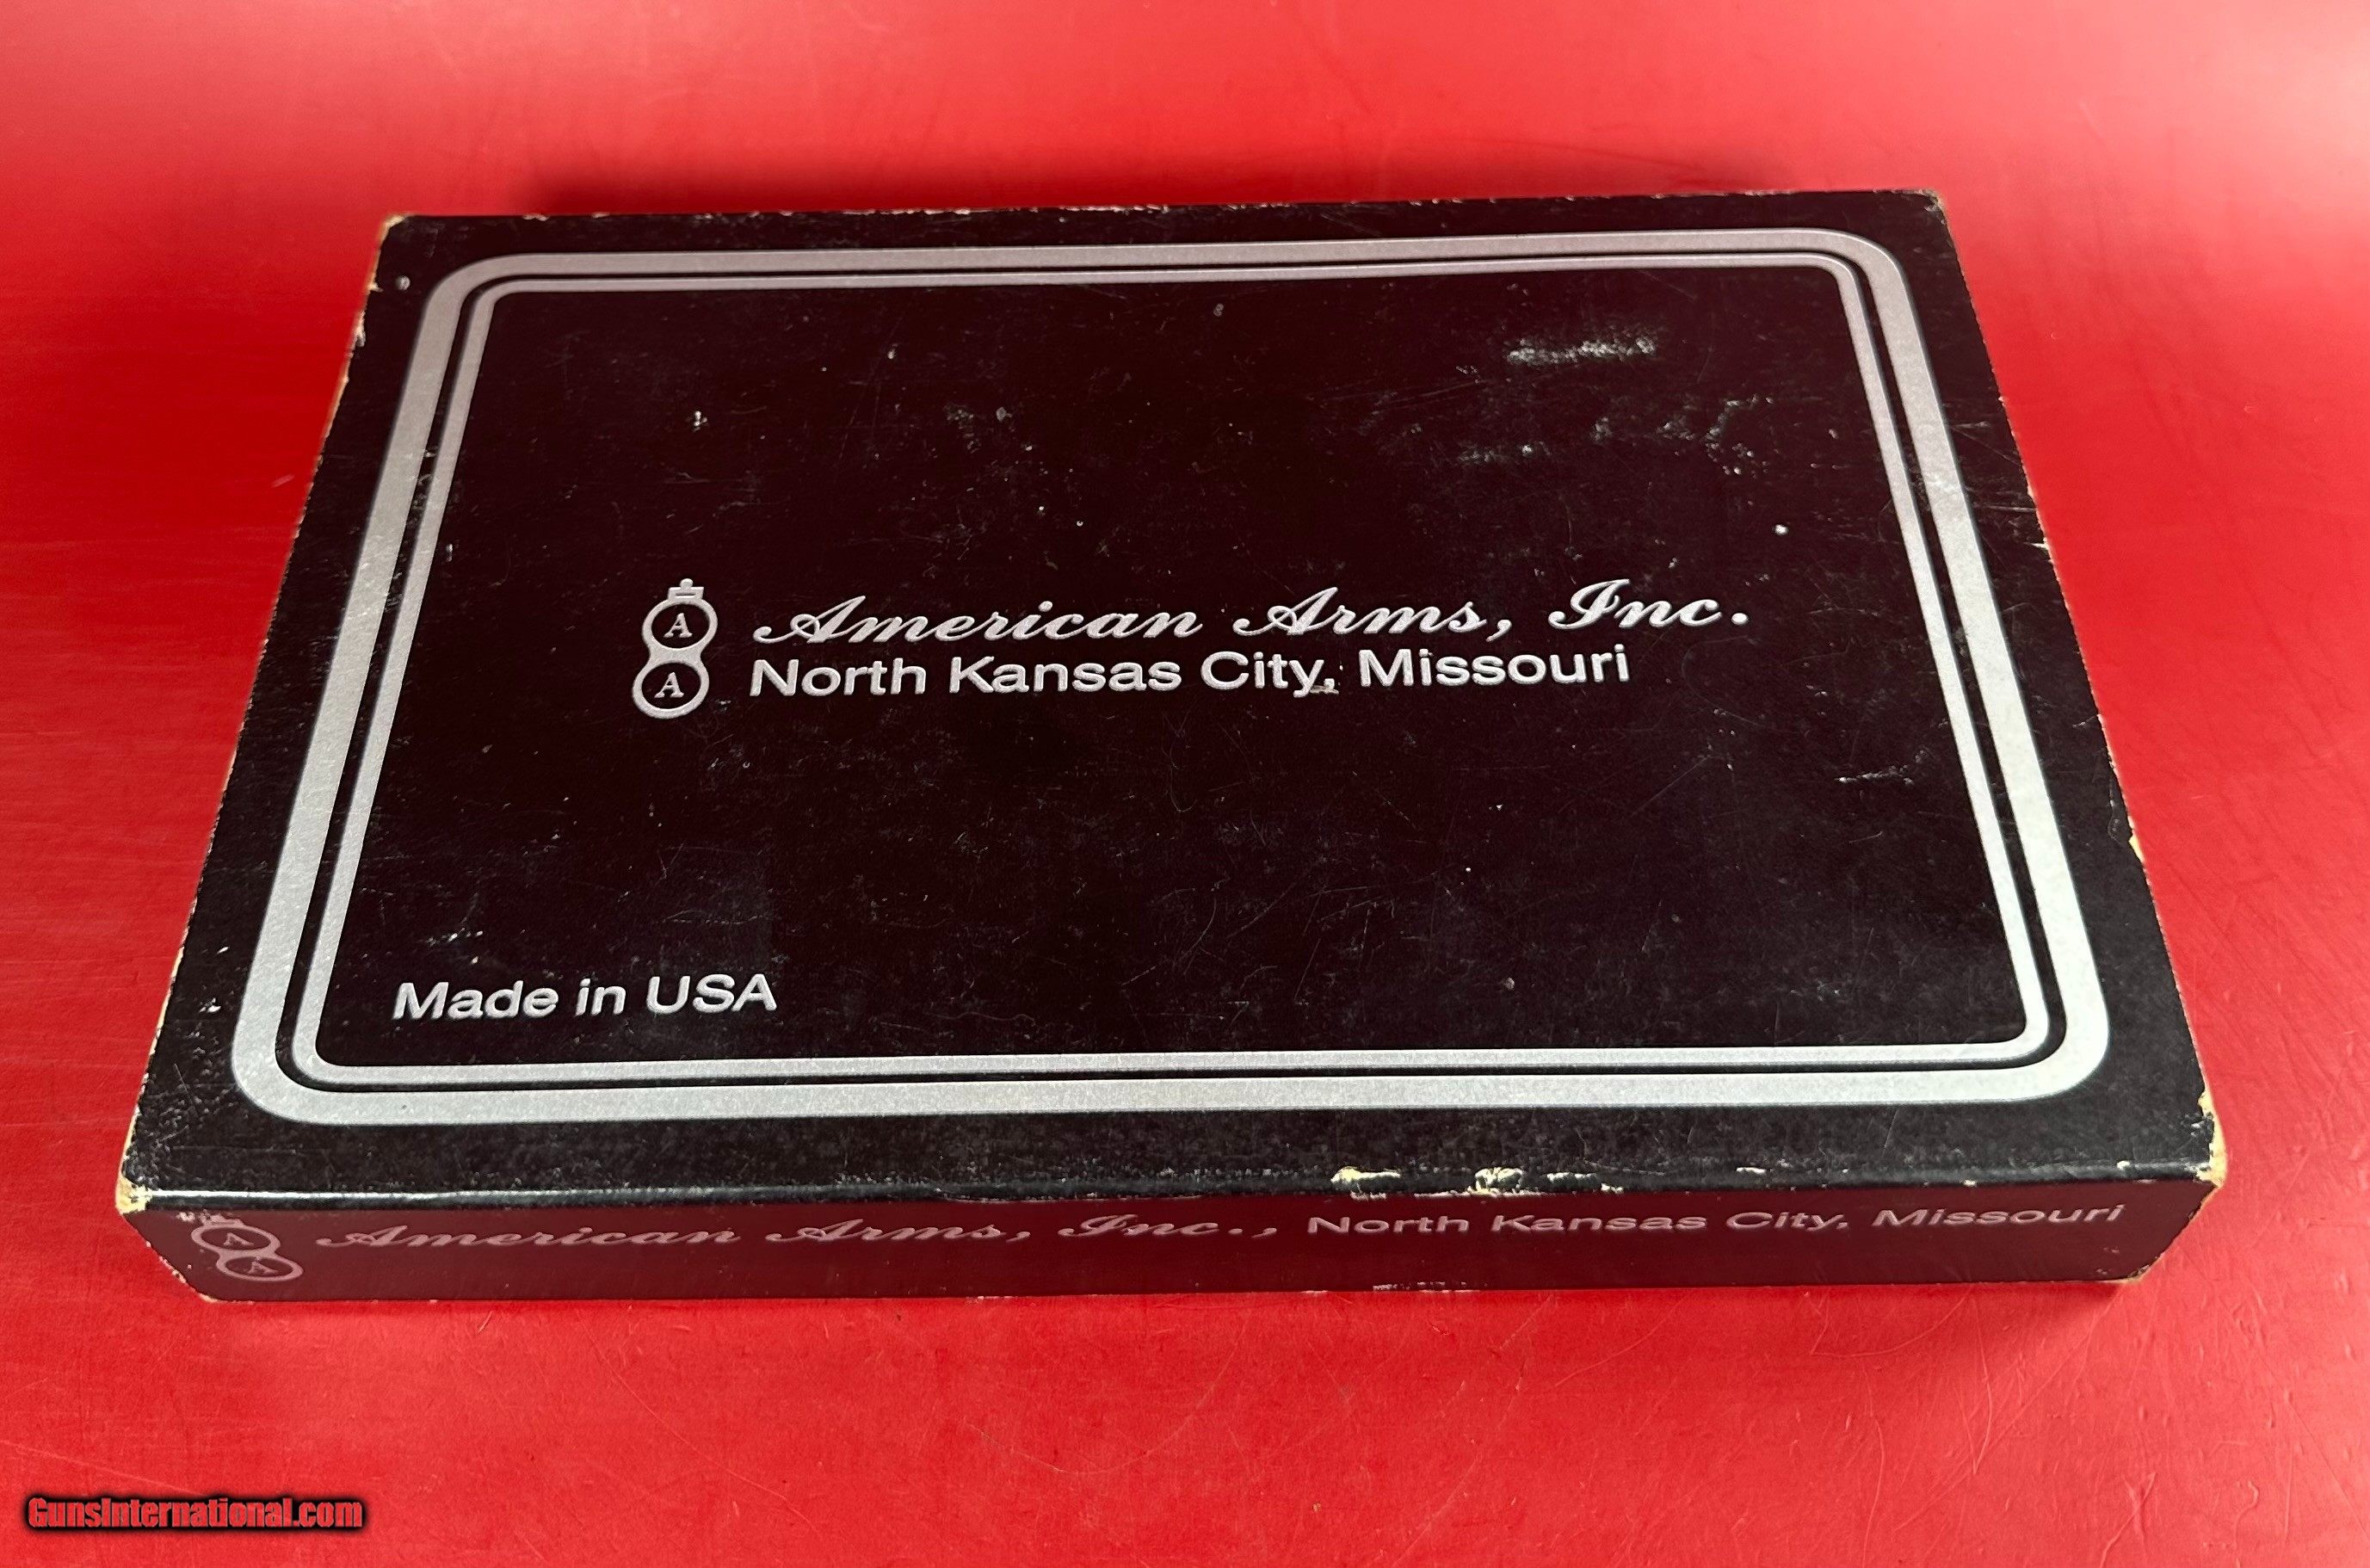 A
A
American Arms, Inc.
North Kansas City, Missouri
Made in USA
A
A
American Arms, Inc., North Kansas City, Missouri
GunsInternational.com